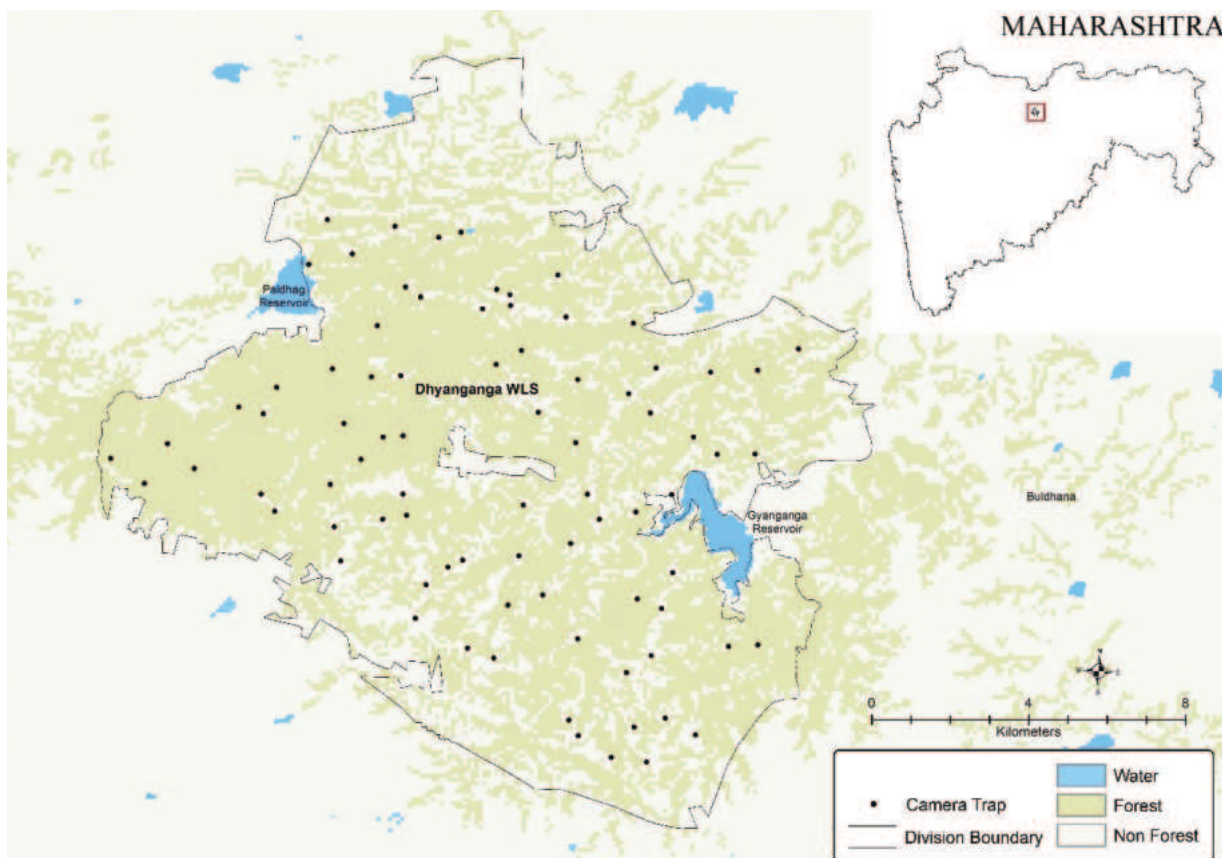 MAHARASHTRA
Paldhag
Reservoir
Dhyanganga WLS
Buldhana
Gyanganga
Reservoir
N
0 4 8
Kilometers
Water
Camera Trap
Forest
Division Boundary
Non Forest